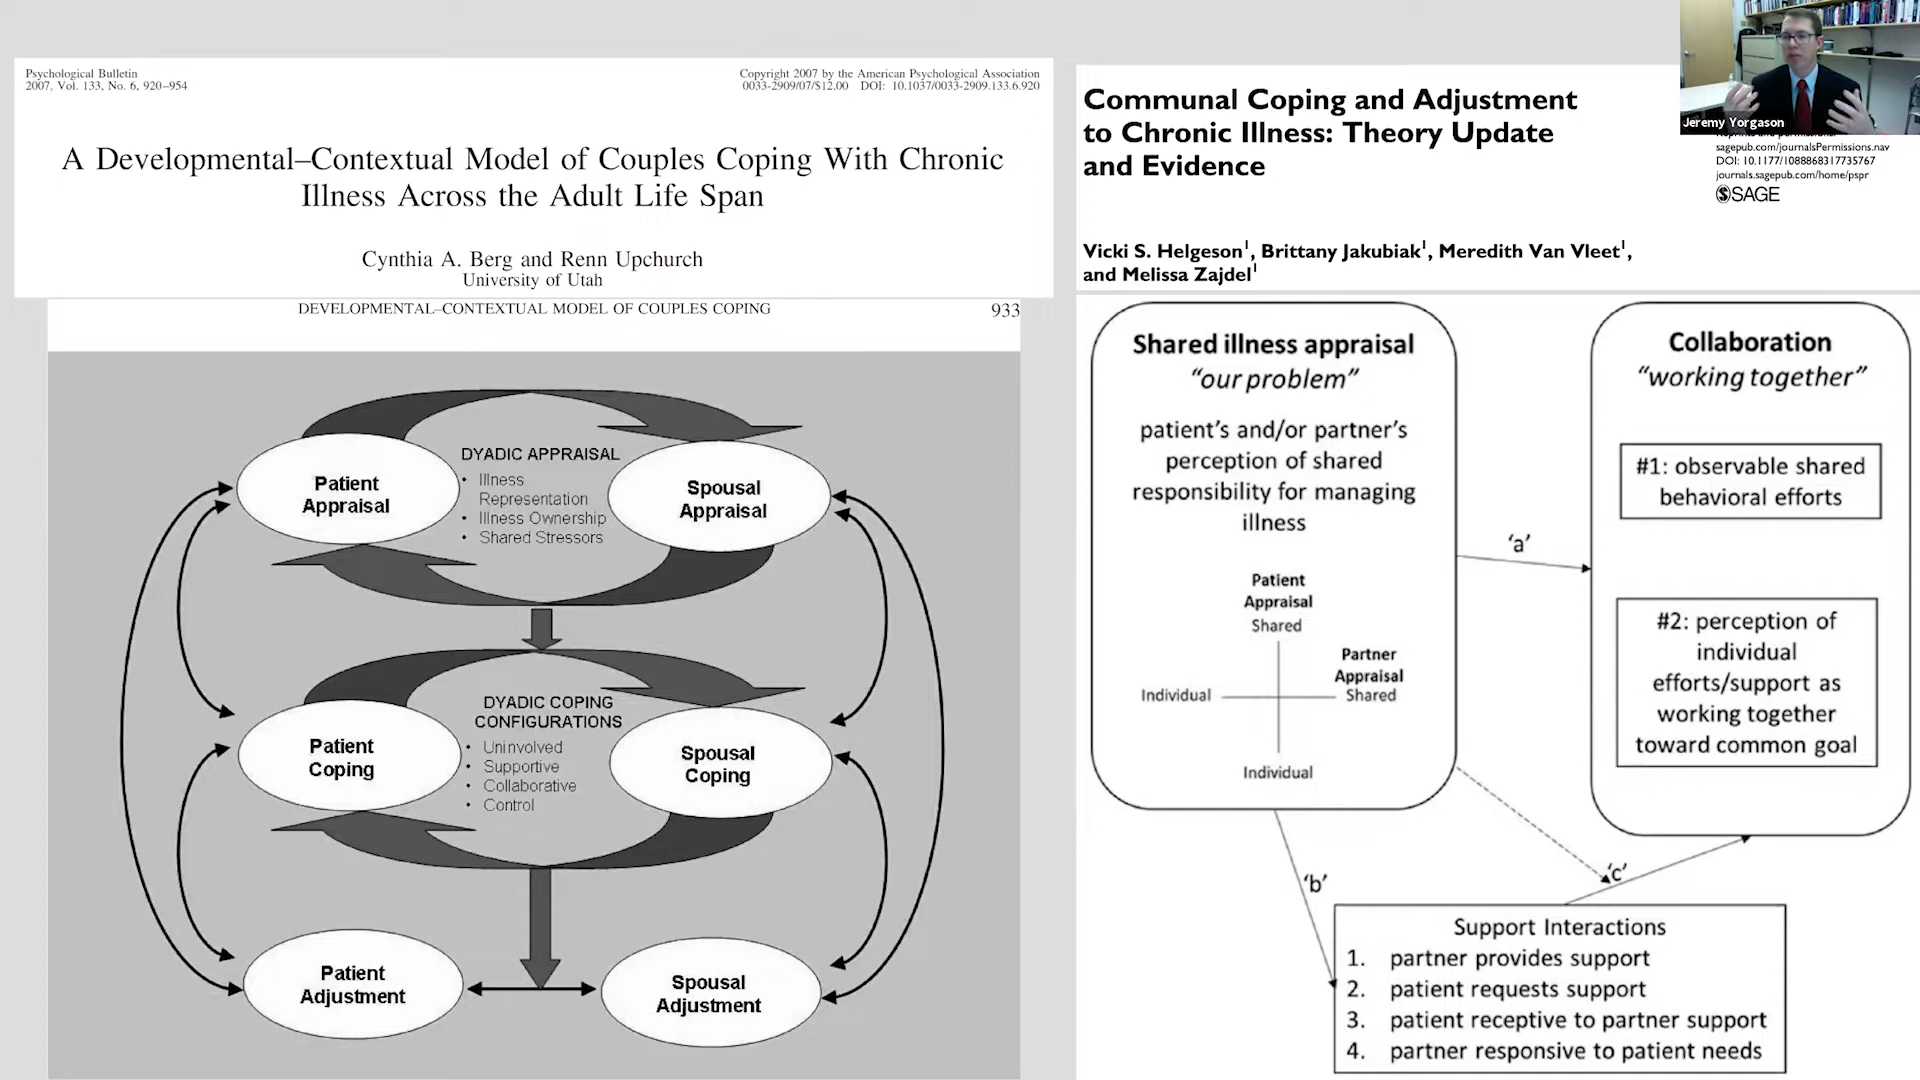 Psychological Bulletin
2007, Vol. 133, No. 6, 920–954
Copyright 2007 by the American Psychological Association
0033-2909/07/$12.00 DOI: 10.1037/0033-2909.133.6.920
A Developmental–Contextual Model of Couples Coping With Chronic
Illness Across the Adult Life Span
Cynthia A. Berg and Renn Upchurch
University of Utah
DEVELOPMENTAL–CONTEXTUAL MODEL OF COUPLES COPING
933
Patient
Appraisal
DYADIC APPRAISAL
• Illness
Representation
• Illness Ownership
• Shared Stressors
Spousal
Appraisal
Patient
Coping
DYADIC COPING
CONFIGURATIONS
• Uninvolved
• Supportive
• Collaborative
• Control
Spousal
Coping
Patient
Adjustment
Spousal
Adjustment
Communal Coping and Adjustment
to Chronic Illness: Theory Update
and Evidence
Jeremy Yorgason
sagepub.com/journalsPermissions.nav
DOI: 10.1177/1088868317735767
journals.sagepub.com/home/pspr
SAGE
Vicki S. Helgeson1, Brittany Jakubiak1, Meredith Van Vleet1,
and Melissa Zajdel1
Shared illness appraisal
“our problem”
patient’s and/or partner’s
perception of shared
responsibility for managing
illness
Patient
Appraisal
Shared
Partner
Appraisal
Individual
Shared
Individual
‘a’
Collaboration
“working together”
#1: observable shared
behavioral efforts
#2: perception of
individual
efforts/support as
working together
toward common goal
‘b’
‘c’
Support Interactions
1. partner provides support
2. patient requests support
3. patient receptive to partner support
4. partner responsive to patient needs